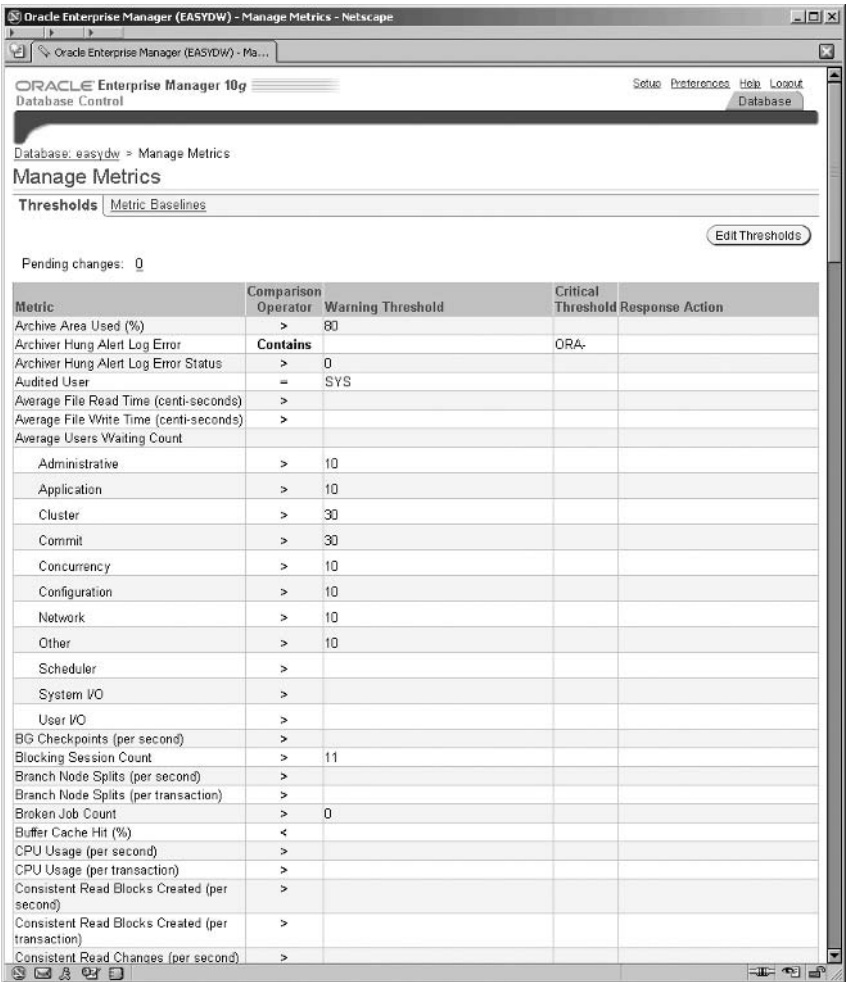 Oracle Enterprise Manager (EASYDW) - Manage Metrics - Netscape
Oracle Enterprise Manager (EASYDW) - Ma...
ORACLE Enterprise Manager 10g
Database Control
Setup Preferences Help Logout
Database
Database: easydw > Manage Metrics
Manage Metrics
Thresholds Metric Baselines
Edit Thresholds
Pending changes: 0
Metric Comparison Operator Warning Threshold Critical Threshold Response Action
Archive Area Used (%) > 80
Archiver Hung Alert Log Error Contains ORA-
Archiver Hung Alert Log Error Status > 0
Audited User = SYS
Average File Read Time (centi-seconds) >
Average File Write Time (centi-seconds) >
Average Users Waiting Count
Administrative > 10
Application > 10
Cluster > 30
Commit > 30
Concurrency > 10
Configuration > 10
Network > 10
Other > 10
Scheduler >
System I/O >
User I/O >
BG Checkpoints (per second) >
Blocking Session Count > 11
Branch Node Splits (per second) >
Branch Node Splits (per transaction) >
Broken Job Count > 0
Buffer Cache Hit (%) <
CPU Usage (per second) >
CPU Usage (per transaction) >
Consistent Read Blocks Created (per second) >
Consistent Read Blocks Created (per transaction) >
Consistent Read Changes (per second) >